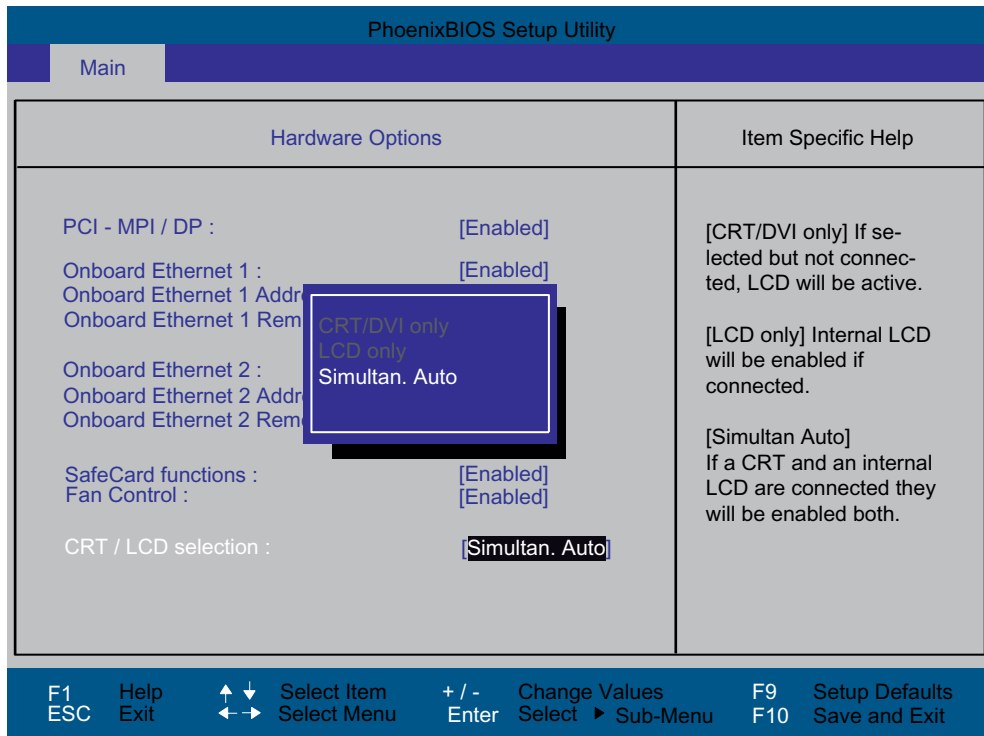 PhoenixBIOS Setup Utility
Main
Hardware Options
Item Specific Help
PCI - MPI / DP : [Enabled]
Onboard Ethernet 1 : [Enabled]
Onboard Ethernet 1 Addr
Onboard Ethernet 1 Rem
Onboard Ethernet 2 :
Onboard Ethernet 2 Addr
Onboard Ethernet 2 Rem
CRT/DVI only
LCD only
Simultan. Auto
SafeCard functions : [Enabled]
Fan Control : [Enabled]
CRT / LCD selection : [Simultan. Auto]
[CRT/DVI only] If se-
lected but not connec-
ted, LCD will be active.
[LCD only] Internal LCD
will be enabled if
connected.
[Simultan Auto]
If a CRT and an internal
LCD are connected they
will be enabled both.
F1 Help Select Item + / - Change Values F9 Setup Defaults
ESC Exit Select Menu Enter Select Sub-Menu F10 Save and Exit